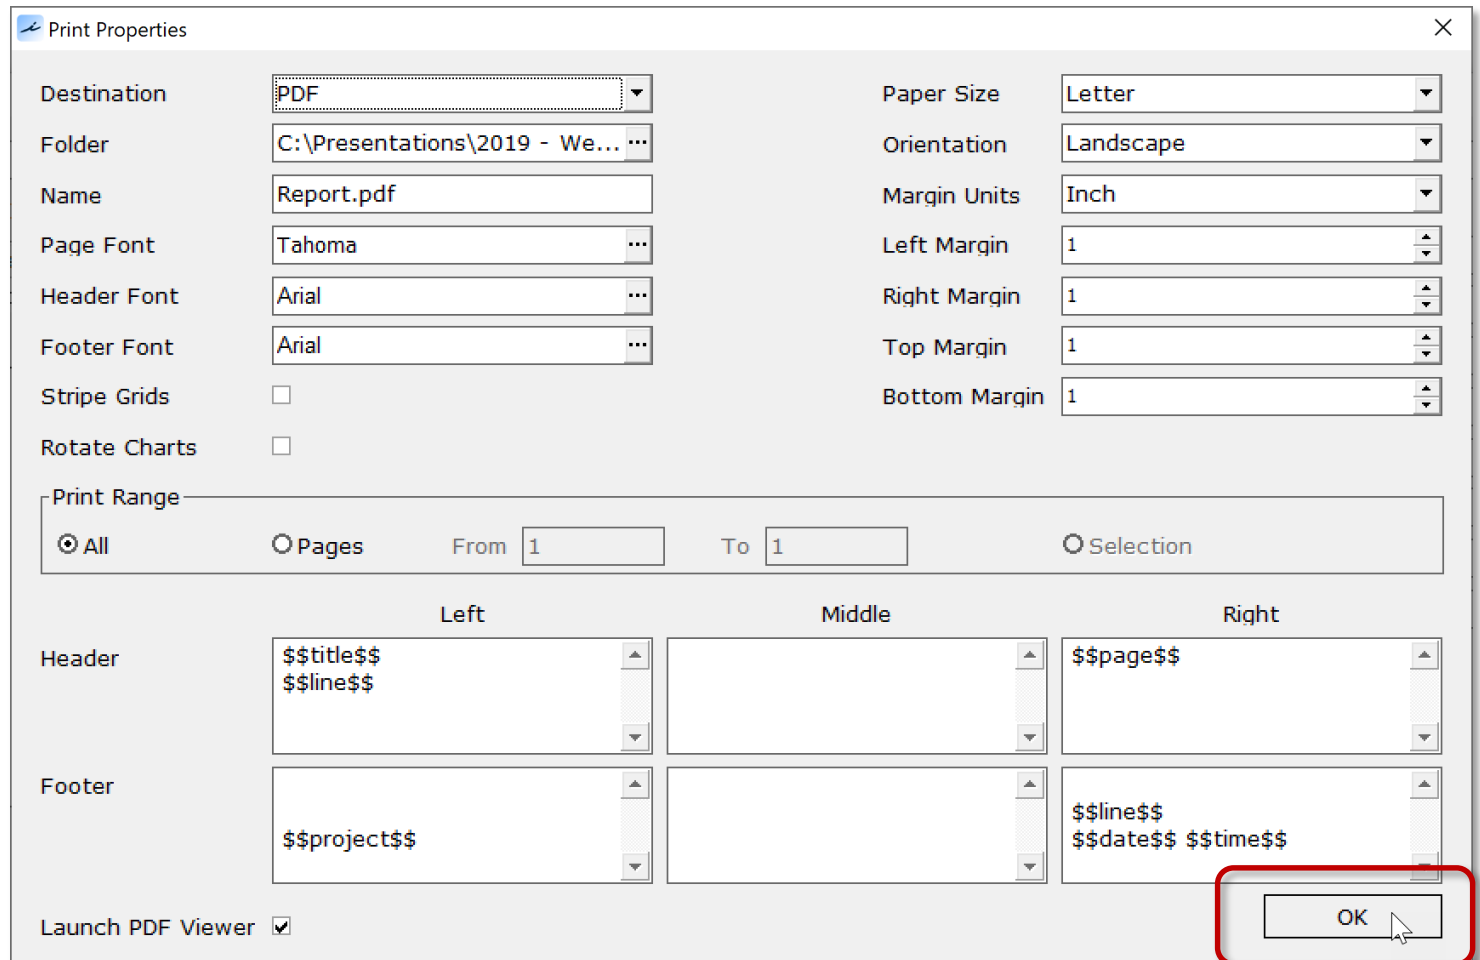 Print Properties
Destination PDF Paper Size Letter
Folder C:\Presentations\2019 - We... ... Orientation Landscape
Name Report.pdf Margin Units Inch
Page Font Tahoma ... Left Margin 1
Header Font Arial ... Right Margin 1
Footer Font Arial ... Top Margin 1
Stripe Grids Bottom Margin 1
Rotate Charts
Print Range
All Pages From 1 To 1 Selection
Left Middle Right
Header $$title$$ $$page$$
$$line$$
Footer
$$line$$
$$project$$ $$date$$ $$time$$
Launch PDF Viewer OK